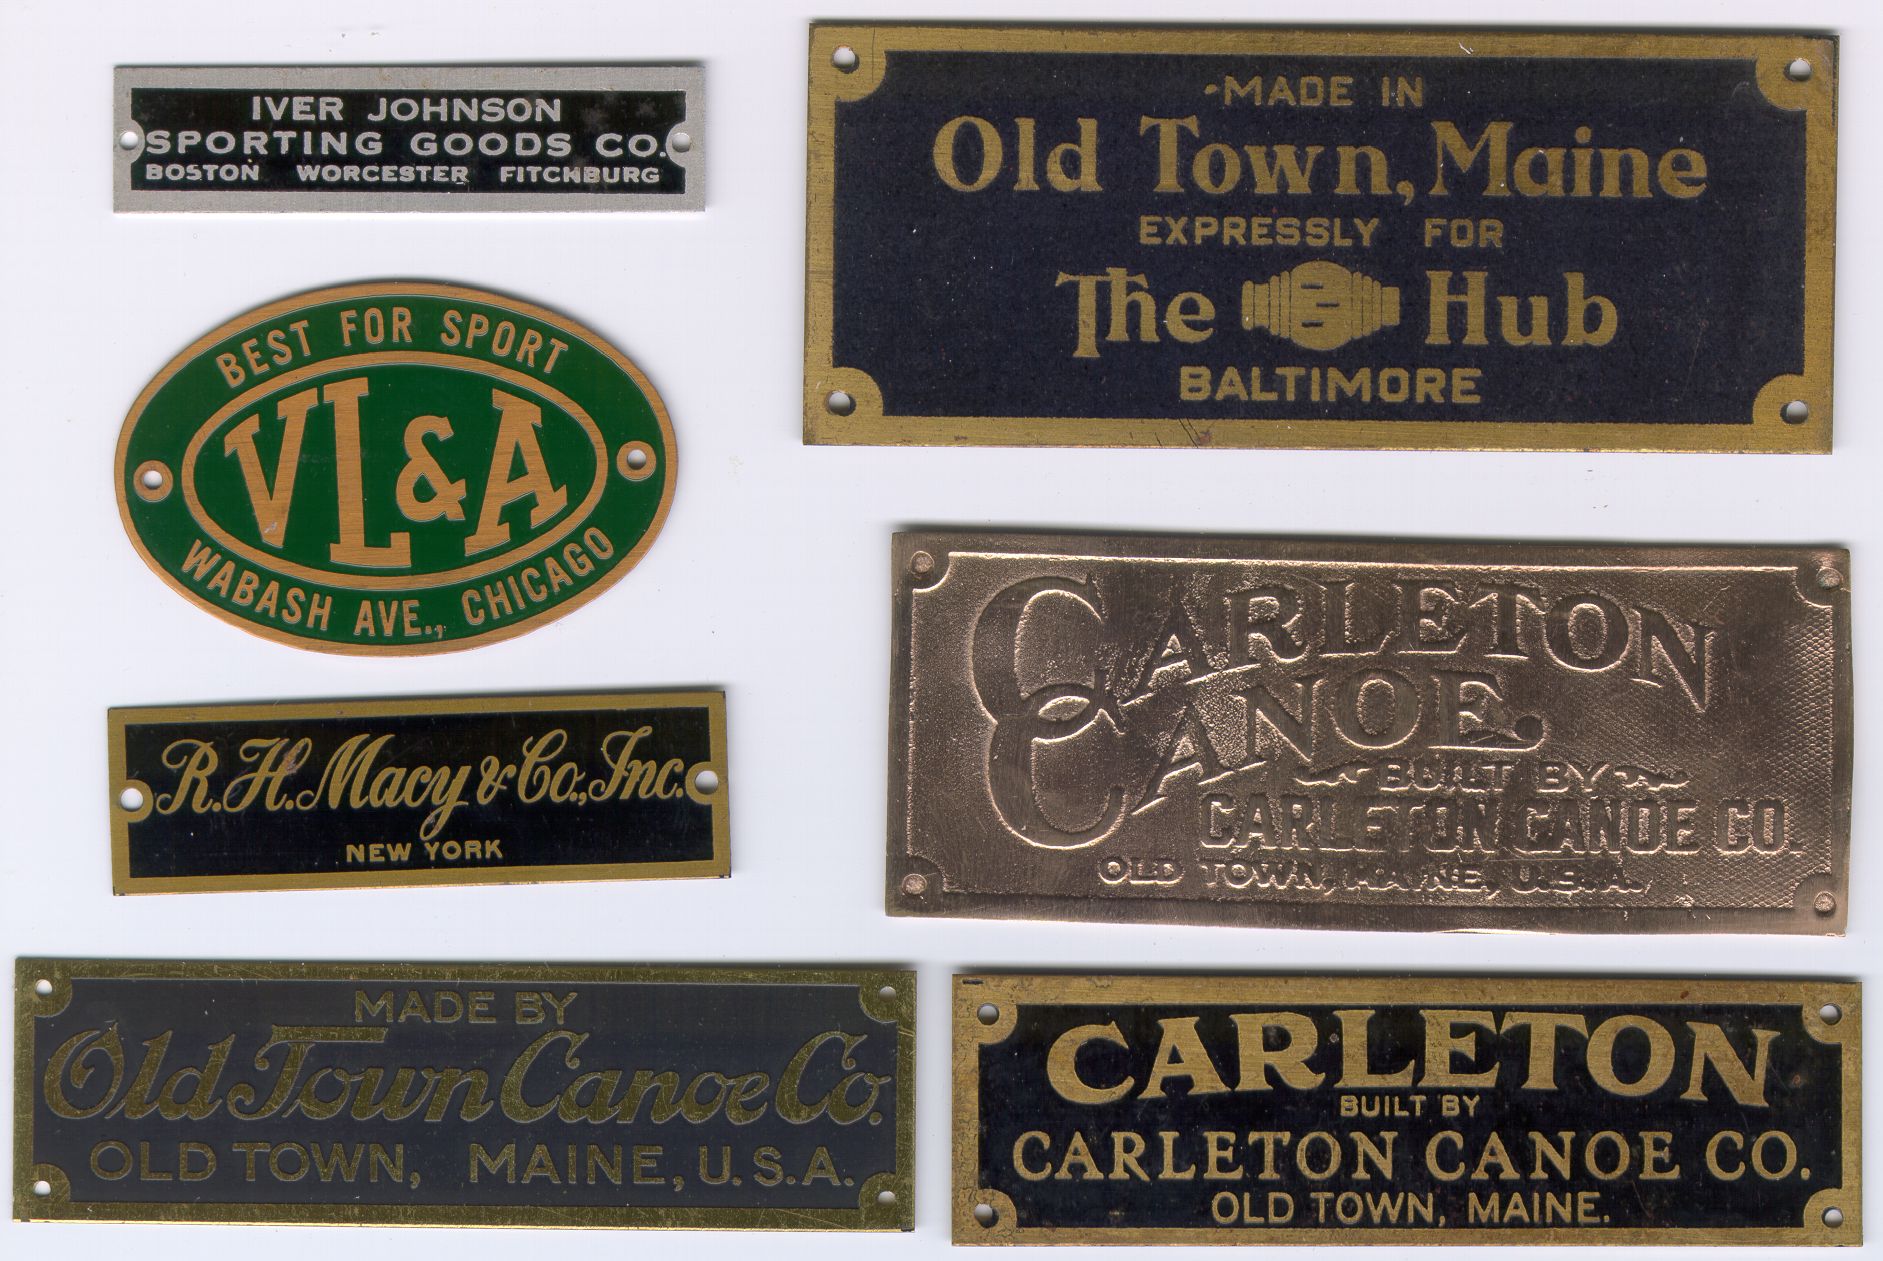 IVER JOHNSON
SPORTING GOODS CO.
BOSTON WORCESTER FITCHBURG
BEST FOR SPORT
VL&A
WABASH AVE., CHICAGO
R.H. Macy & Co., Inc.
NEW YORK
MADE BY
Old Town Canoe Co.
OLD TOWN, MAINE, U.S.A.
MADE IN
Old Town, Maine
EXPRESSLY FOR
The Hub
BALTIMORE
CARLETON
CANOE
BUILT BY
CARLETON CANOE CO.
OLD TOWN, MAINE, U.S.A.
CARLETON
BUILT BY
CARLETON CANOE CO.
OLD TOWN, MAINE.